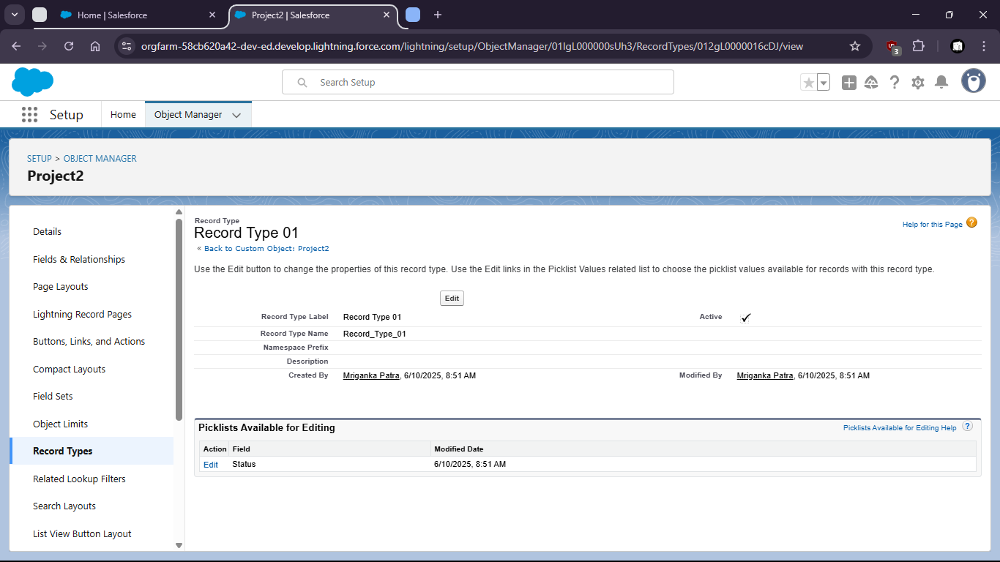 Home | Salesforce
Project2 | Salesforce
orgfarm-58cb620a42-dev-ed.develop.lightning.force.com/lightning/setup/ObjectManager/01IgL000000sUh3/RecordTypes/012gL0000016cDJ/view
3
Search Setup
Setup
Home
Object Manager
SETUP > OBJECT MANAGER
Project2
Details
Fields & Relationships
Page Layouts
Lightning Record Pages
Buttons, Links, and Actions
Compact Layouts
Field Sets
Object Limits
Record Types
Related Lookup Filters
Search Layouts
List View Button Layout
Record Type
Record Type 01
« Back to Custom Object: Project2
Help for this Page ?
Use the Edit button to change the properties of this record type. Use the Edit links in the Picklist Values related list to choose the picklist values available for records with this record type.
Edit
Record Type Label Record Type 01 Active ✓
Record Type Name Record_Type_01
Namespace Prefix
Description
Created By Mriganka Patra, 6/10/2025, 8:51 AM Modified By Mriganka Patra, 6/10/2025, 8:51 AM
Picklists Available for Editing Picklists Available for Editing Help ?
Action Field Modified Date
Edit Status 6/10/2025, 8:51 AM